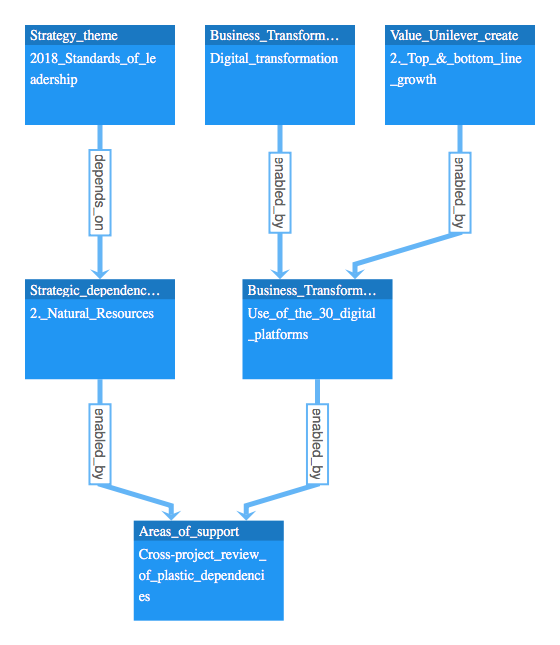 Strategy_theme
2018_Standards_of_le
adership
Business_Transform…
Digital_transformation
Value_Unilever_create
2._Top_&_bottom_line
_growth
depends_on
enabled_by
enabled_by
Strategic_dependenc…
2._Natural_Resources
Business_Transform…
Use_of_the_30_digital
_platforms
enabled_by
enabled_by
Areas_of_support
Cross-project_review_
of_plastic_dependenci
es